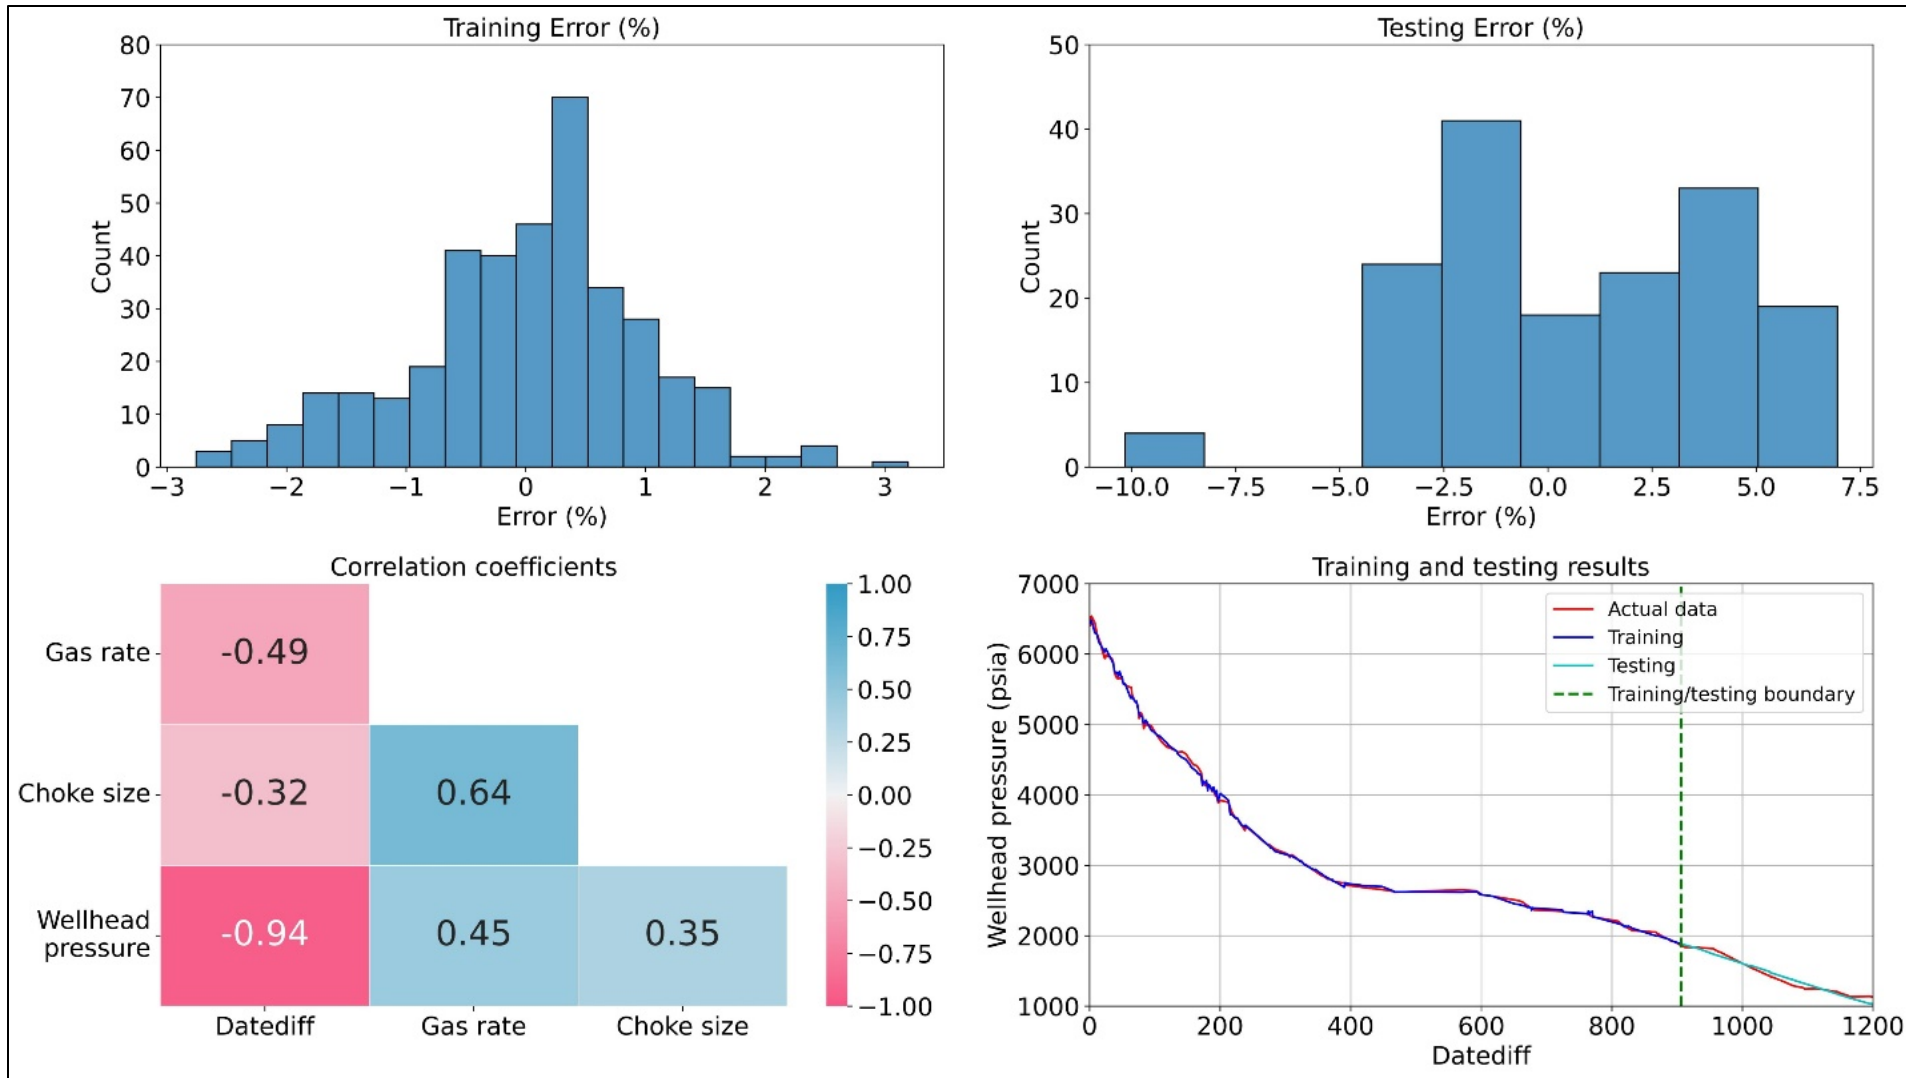 Training Error (%)
80
70
60
50
40
30
20
10
0
Count
−3
−2
−1
0
1
2
3
Error (%)
Testing Error (%)
50
40
30
20
10
0
Count
−10.0
−7.5
−5.0
−2.5
0.0
2.5
5.0
7.5
Error (%)
Correlation coefficients
Gas rate
-0.49
Choke size
-0.32
0.64
Wellhead
pressure
-0.94
0.45
0.35
Datediff
Gas rate
Choke size
1.00
0.75
0.50
0.25
0.00
−0.25
−0.50
−0.75
−1.00
Training and testing results
7000
6000
5000
4000
3000
2000
1000
Wellhead pressure (psia)
Actual data
Training
Testing
Training/testing boundary
0
200
400
600
800
1000
1200
Datediff